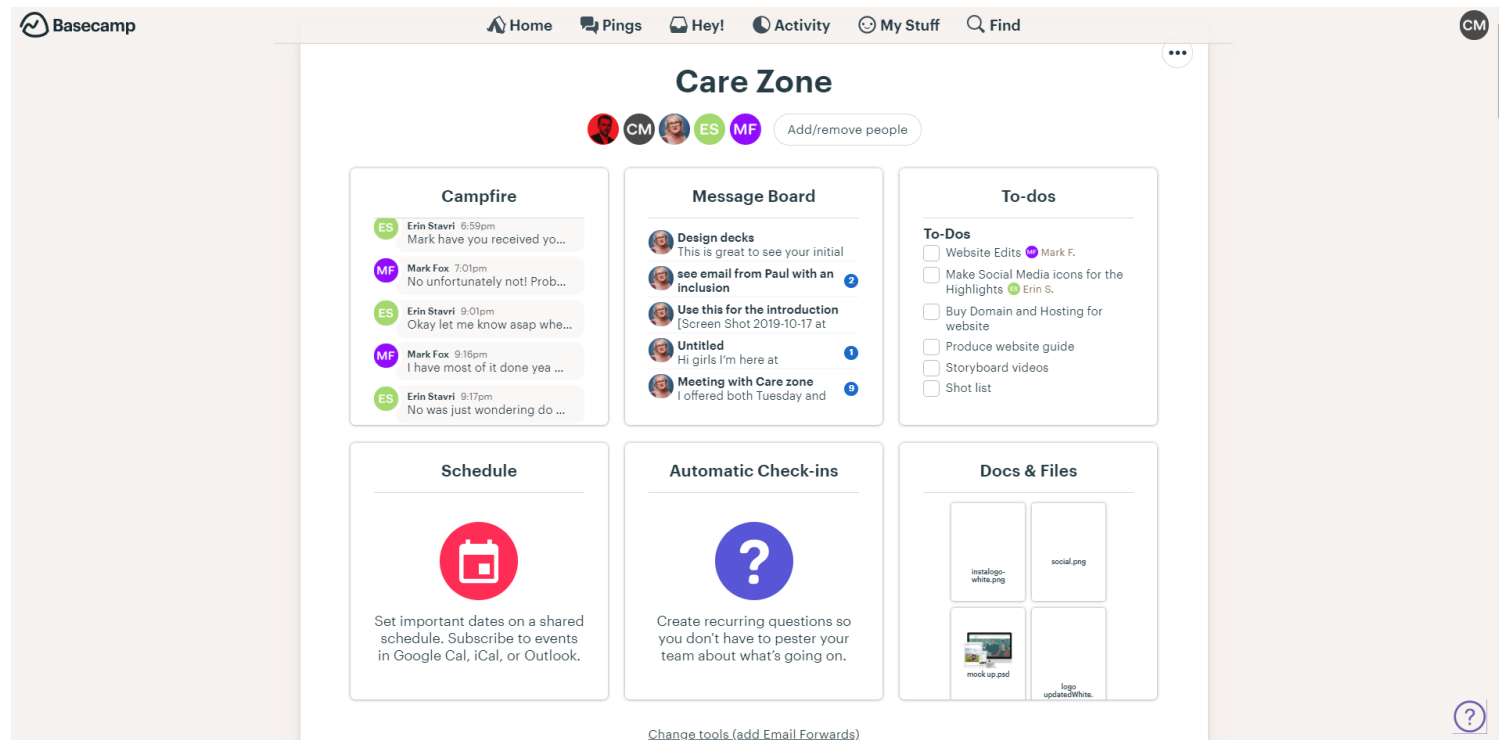 Basecamp
Home
Pings
Hey!
Activity
My Stuff
Find
CM
Care Zone
CM
ES
MF
Add/remove people
Campfire
ES
Erin Stavri 6:59pm
Mark have you received yo...
MF
Mark Fox 7:01pm
No unfortunately not! Prob...
ES
Erin Stavri 9:01pm
Okay let me know asap whe...
MF
Mark Fox 9:16pm
I have most of it done yea ...
ES
Erin Stavri 9:17pm
No was just wondering do ...
Message Board
Design decks
This is great to see your initial
see email from Paul with an
inclusion
2
Use this for the introduction
[Screen Shot 2019-10-17 at
Untitled
Hi girls I'm here at
1
Meeting with Care zone
I offered both Tuesday and
9
To-dos
To-Dos
Website Edits MF Mark F.
Make Social Media icons for the
Highlights ES Erin S.
Buy Domain and Hosting for
website
Produce website guide
Storyboard videos
Shot list
Schedule
Set important dates on a shared
schedule. Subscribe to events
in Google Cal, iCal, or Outlook.
Automatic Check-ins
?
Create recurring questions so
you don't have to pester your
team about what's going on.
Docs & Files
instalogo-
white.png
social.png
mock up.psd
logo
updatedWhite.
Change tools (add Email Forwards)
?